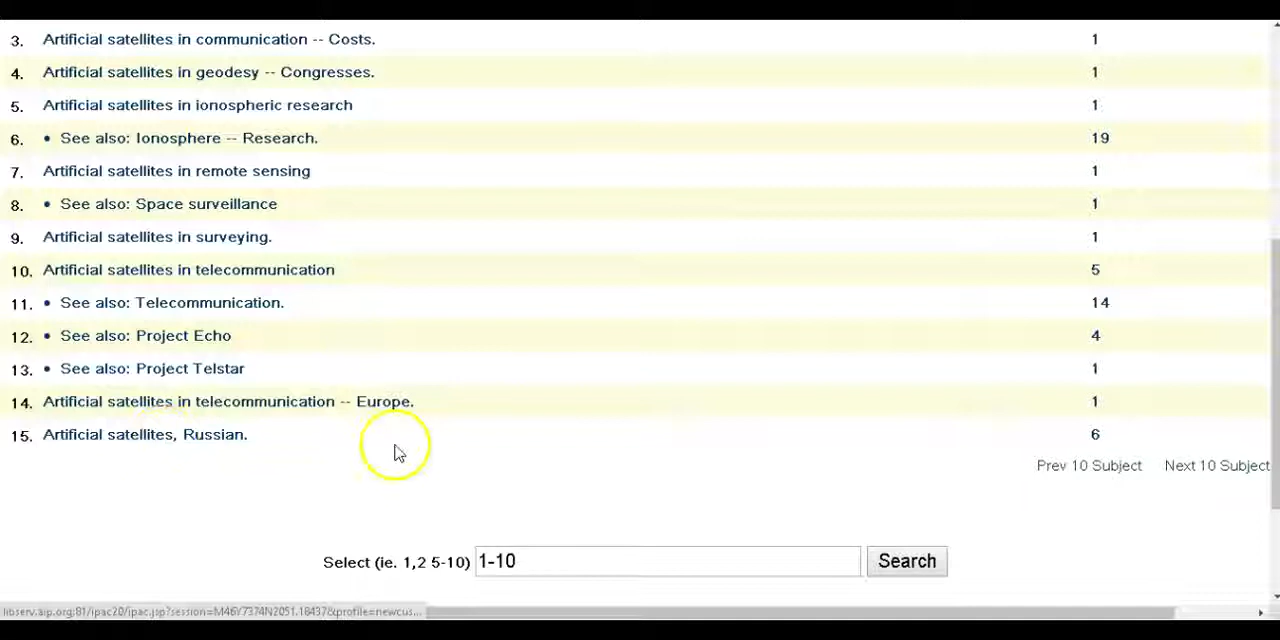 3. Artificial satellites in communication -- Costs. 1
4. Artificial satellites in geodesy -- Congresses. 1
5. Artificial satellites in ionospheric research 1
6. • See also: Ionosphere -- Research. 19
7. Artificial satellites in remote sensing 1
8. • See also: Space surveillance 1
9. Artificial satellites in surveying. 1
10. Artificial satellites in telecommunication 5
11. • See also: Telecommunication. 14
12. • See also: Project Echo 4
13. • See also: Project Telstar 1
14. Artificial satellites in telecommunication -- Europe. 1
15. Artificial satellites, Russian. 6
Prev 10 Subject Next 10 Subject
Select (ie. 1,2 5-10) 1-10 Search